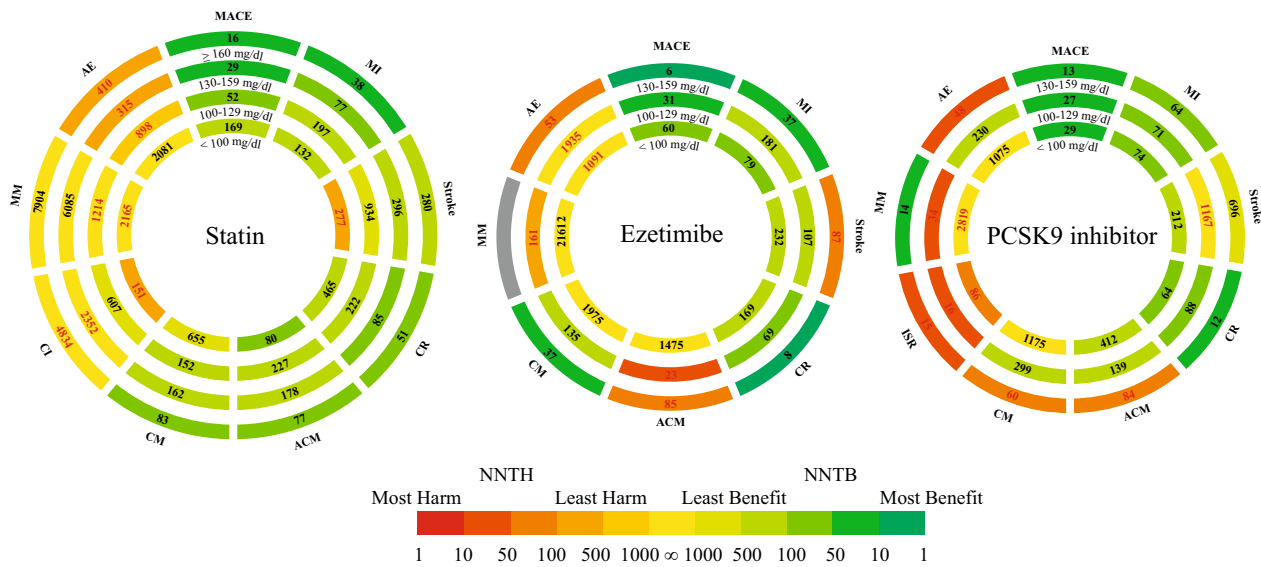 MACE
16
≥ 160 mg/dl
29
130-159 mg/dl
52
100-129 mg/dl
169
< 100 mg/dl
MI
38
77
197
132
Stroke
280
296
934
277
CR
51
85
222
465
ACM
77
178
227
80
CM
83
162
152
655
CI
4834
2352
607
151
MM
7904
6085
1214
2165
AE
410
315
898
2081
Statin
MACE
6
130-159 mg/dl
31
100-129 mg/dl
60
< 100 mg/dl
MI
37
181
79
Stroke
87
107
232
CR
8
69
169
ACM
85
23
1475
CM
37
135
1975
MM
161
21612
AE
53
1935
1091
Ezetimibe
MACE
13
130-159 mg/dl
27
100-129 mg/dl
29
< 100 mg/dl
MI
64
71
74
Stroke
696
1167
212
CR
12
88
64
ACM
84
139
412
CM
60
299
1175
ISR
15
16
86
MM
14
34
2819
AE
48
230
1075
PCSK9 inhibitor
NNTH NNTB
Most Harm Least Harm Least Benefit Most Benefit
1 10 50 100 500 1000 ∞ 1000 500 100 50 10 1